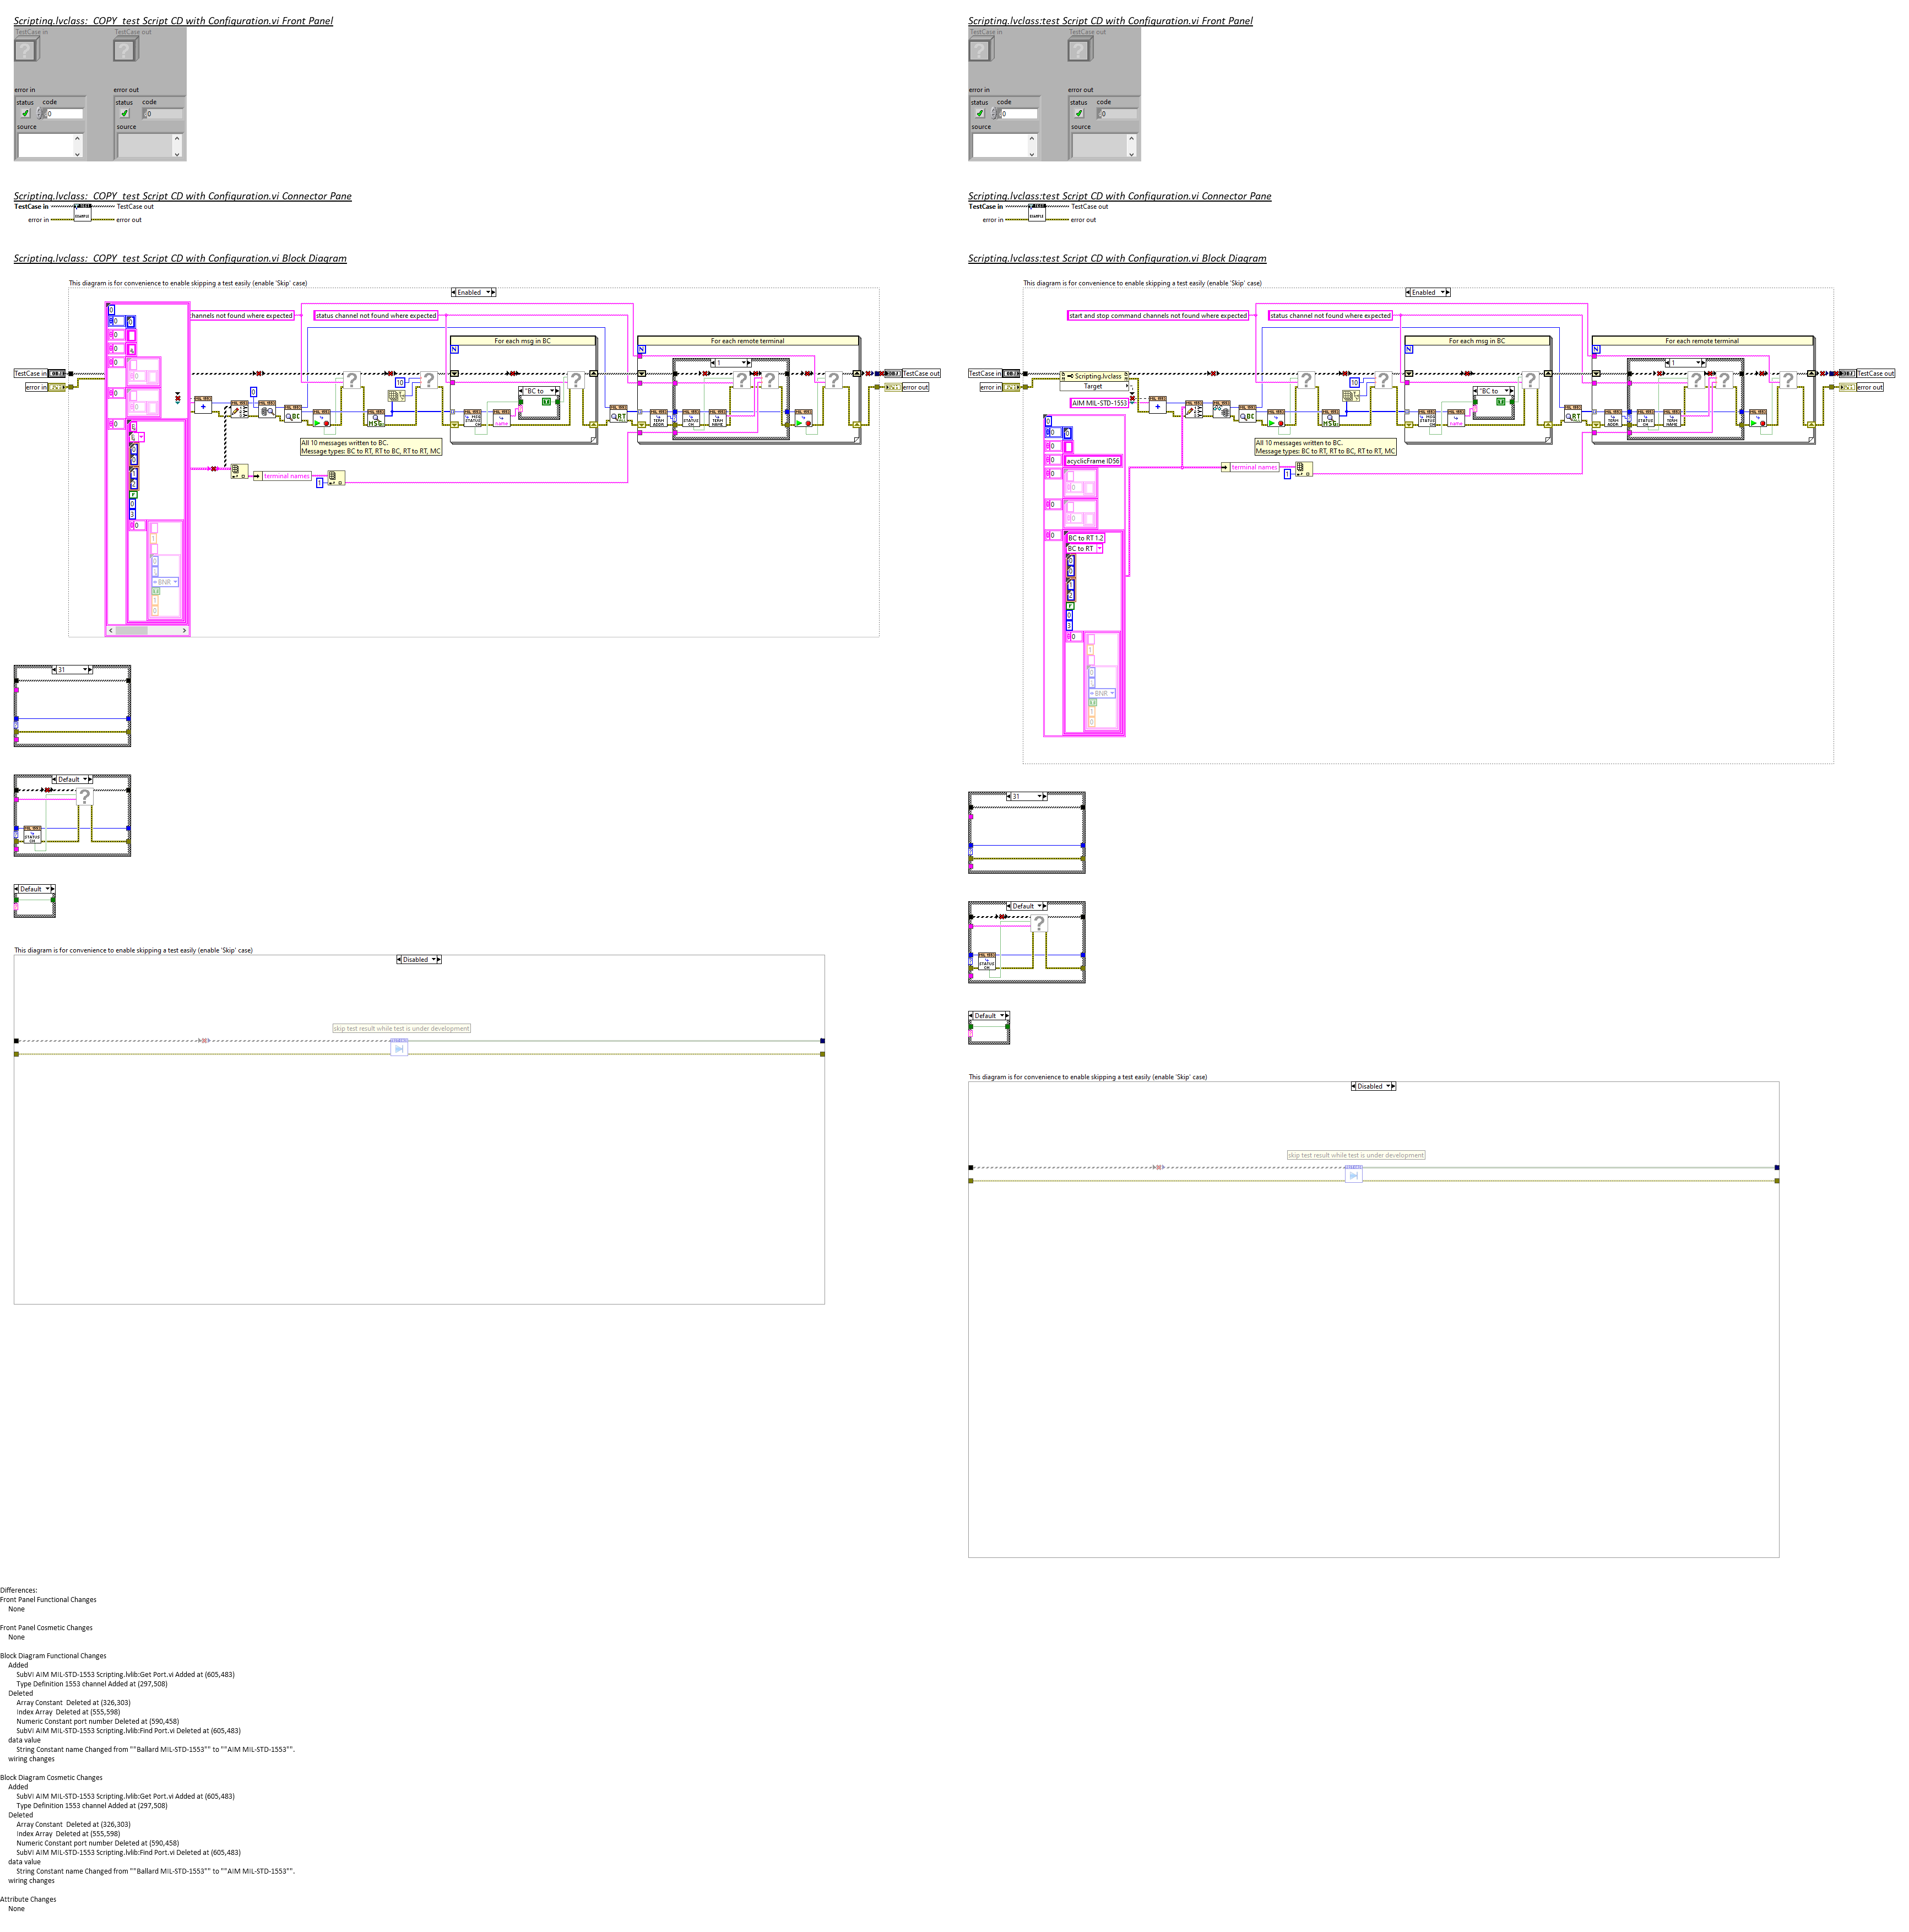 Scripting.lvclass:  COPY  test Script CD with Configuration.vi Front Panel
TestCase in
TestCase out
error in
error out
status
code
status
code
0
0
source
source
Scripting.lvclass:  COPY  test Script CD with Configuration.vi Connector Pane
TestCase in
TestCase out
error in
error out
Scripting.lvclass:  COPY  test Script CD with Configuration.vi Block Diagram
This diagram is for convenience to enable skipping a test easily (enable 'Skip' case)
Enabled
hannels not found where expected
status channel not found where expected
For each msg in BC
For each remote terminal
TestCase in
error in
TestCase out
error out
10
"BC to
name
1
All 10 messages written to BC.
Message types: BC to RT, RT to BC, RT to RT, MC
terminal names
1
BNR
31
Default
Default
This diagram is for convenience to enable skipping a test easily (enable 'Skip' case)
Disabled
skip test result while test is under development
Scripting.lvclass:test Script CD with Configuration.vi Front Panel
TestCase in
TestCase out
error in
error out
status
code
status
code
0
0
source
source
Scripting.lvclass:test Script CD with Configuration.vi Connector Pane
TestCase in
TestCase out
error in
error out
Scripting.lvclass:test Script CD with Configuration.vi Block Diagram
This diagram is for convenience to enable skipping a test easily (enable 'Skip' case)
Enabled
start and stop command channels not found where expected
status channel not found where expected
For each msg in BC
For each remote terminal
TestCase in
error in
Scripting.lvclass
Target
AIM MIL-STD-1553
TestCase out
error out
10
"BC to
name
1
All 10 messages written to BC.
Message types: BC to RT, RT to BC, RT to RT, MC
acyclicFrame ID56
terminal names
1
BC to RT 1.2
BC to RT
BNR
31
Default
Default
This diagram is for convenience to enable skipping a test easily (enable 'Skip' case)
Disabled
skip test result while test is under development
Differences:
Front Panel Functional Changes
None
Front Panel Cosmetic Changes
None
Block Diagram Functional Changes
Added
SubVI AIM MIL-STD-1553 Scripting.lvlib:Get Port.vi Added at (605,483)
Type Definition 1553 channel Added at (297,508)
Deleted
Array Constant  Deleted at (326,303)
Index Array  Deleted at (555,598)
Numeric Constant port number Deleted at (590,458)
SubVI AIM MIL-STD-1553 Scripting.lvlib:Find Port.vi Deleted at (605,483)
data value
String Constant name Changed from ""Ballard MIL-STD-1553"" to ""AIM MIL-STD-1553"".
wiring changes
Block Diagram Cosmetic Changes
Added
SubVI AIM MIL-STD-1553 Scripting.lvlib:Get Port.vi Added at (605,483)
Type Definition 1553 channel Added at (297,508)
Deleted
Array Constant  Deleted at (326,303)
Index Array  Deleted at (555,598)
Numeric Constant port number Deleted at (590,458)
SubVI AIM MIL-STD-1553 Scripting.lvlib:Find Port.vi Deleted at (605,483)
data value
String Constant name Changed from ""Ballard MIL-STD-1553"" to ""AIM MIL-STD-1553"".
wiring changes
Attribute Changes
None